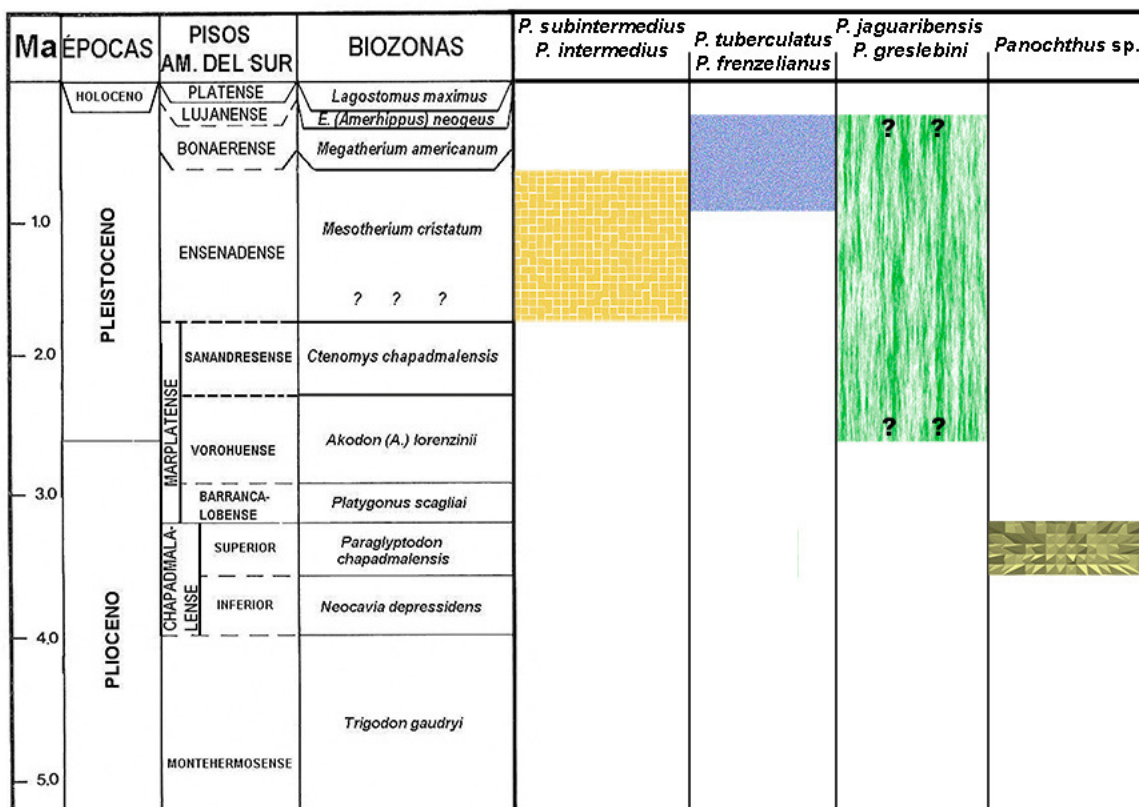 Ma
ÉPOCAS
PISOS
AM. DEL SUR
BIOZONAS
P. subintermedius
P. intermedius
P. tuberculatus
P. frenzelianus
P. jaguaribensis
P. greslebini
Panochthus sp.
HOLOCENO
PLATENSE
Lagostomus maximus
LUJANENSE
E. (Amerhippus) neogeus
BONAERENSE
Megatherium americanum
? ?
1.0
PLEISTOCENO
ENSENADENSE
Mesotherium cristatum
? ? ?
2.0
MARPLATENSE
SANANDRESENSE
Ctenomys chapadmalensis
VOROHUENSE
Akodon (A.) lorenzinii
? ?
3.0
BARRANCA-
LOBENSE
Platygonus scagliai
PLIOCENO
CHAPADMALA-
LENSE
SUPERIOR
Paraglyptodon
chapadmalensis
INFERIOR
Neocavia depressidens
4.0
Trigodon gaudryi
MONTEHERMOSENSE
5.0